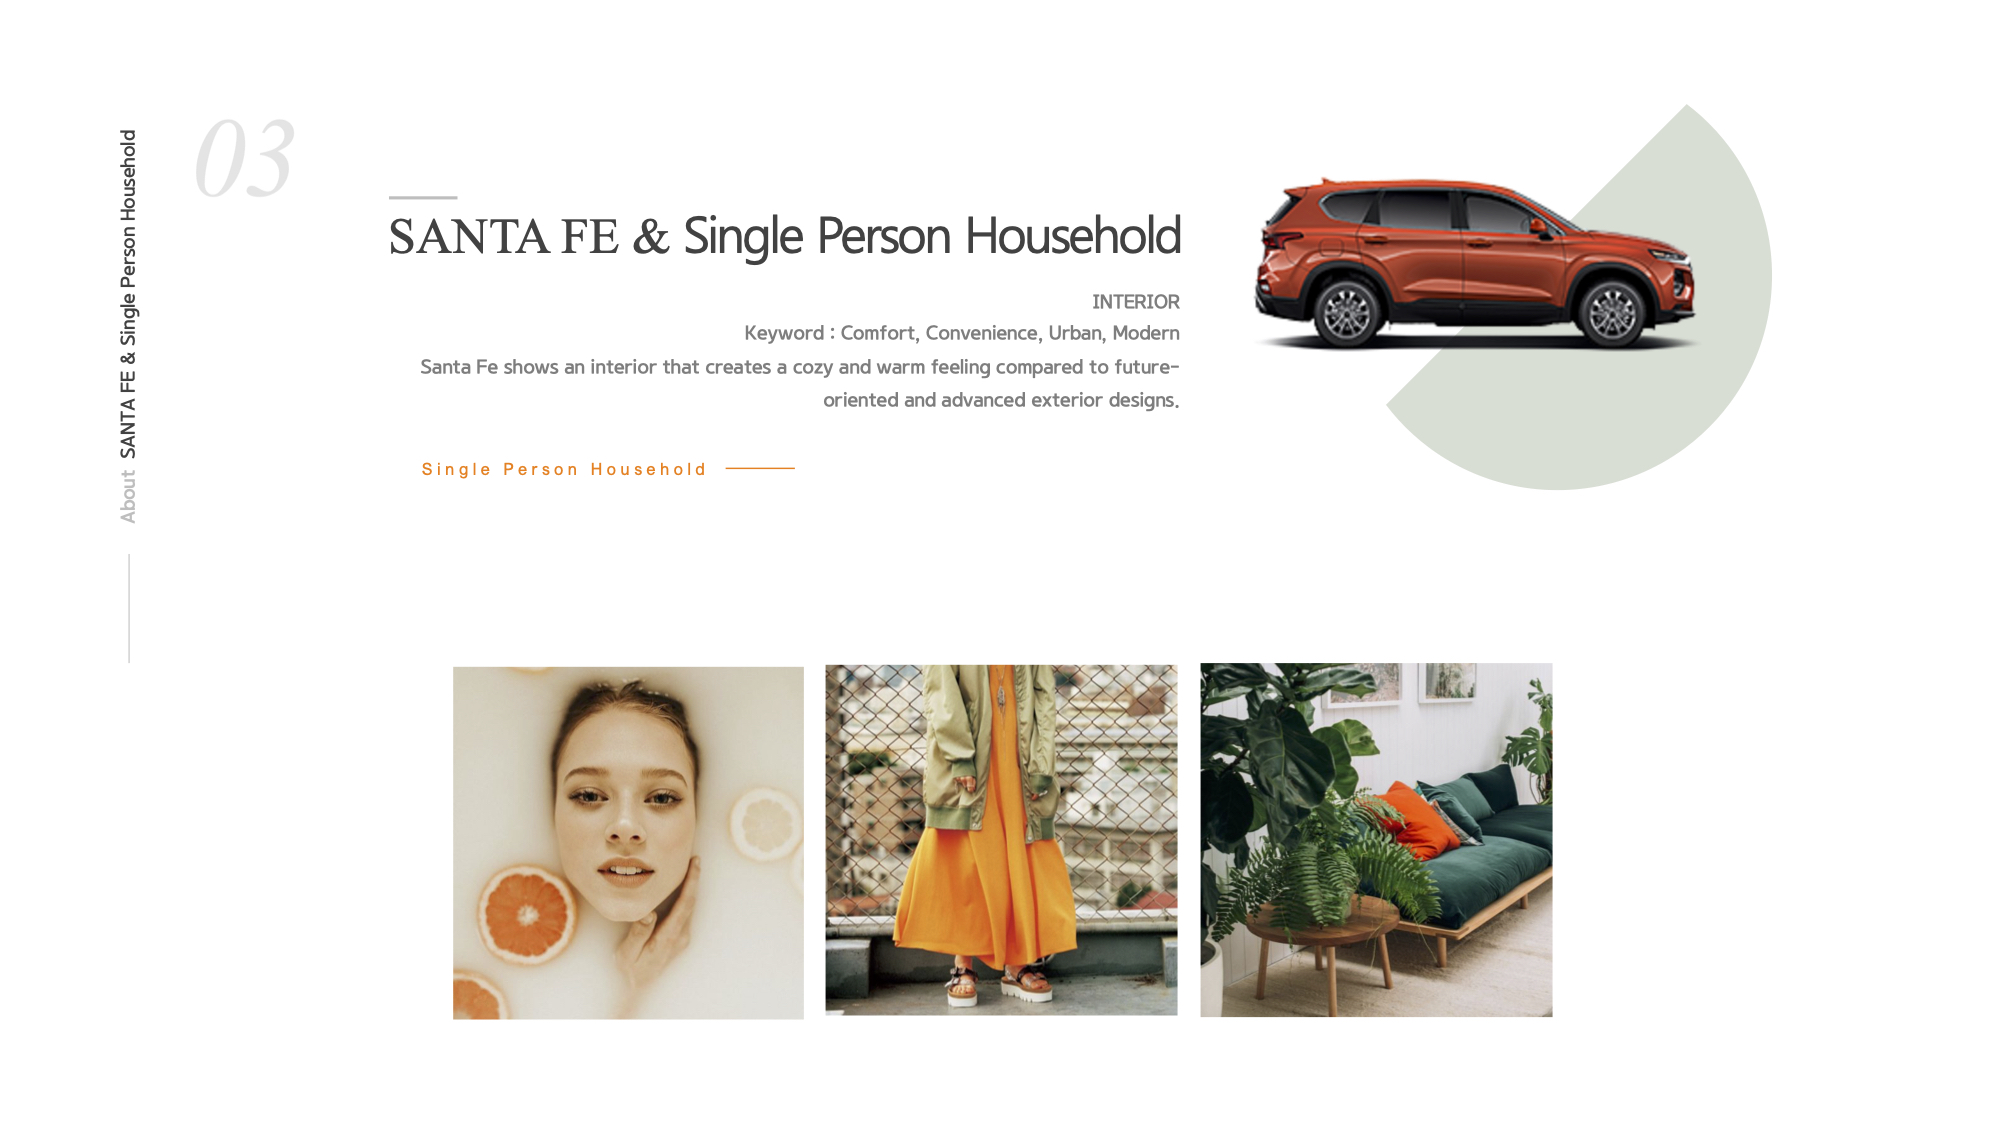 03
About SANTA FE & Single Person Household
SANTA FE & Single Person Household
INTERIOR
Keyword : Comfort, Convenience, Urban, Modern
Santa Fe shows an interior that creates a cozy and warm feeling compared to future-
oriented and advanced exterior designs.
Single Person Household